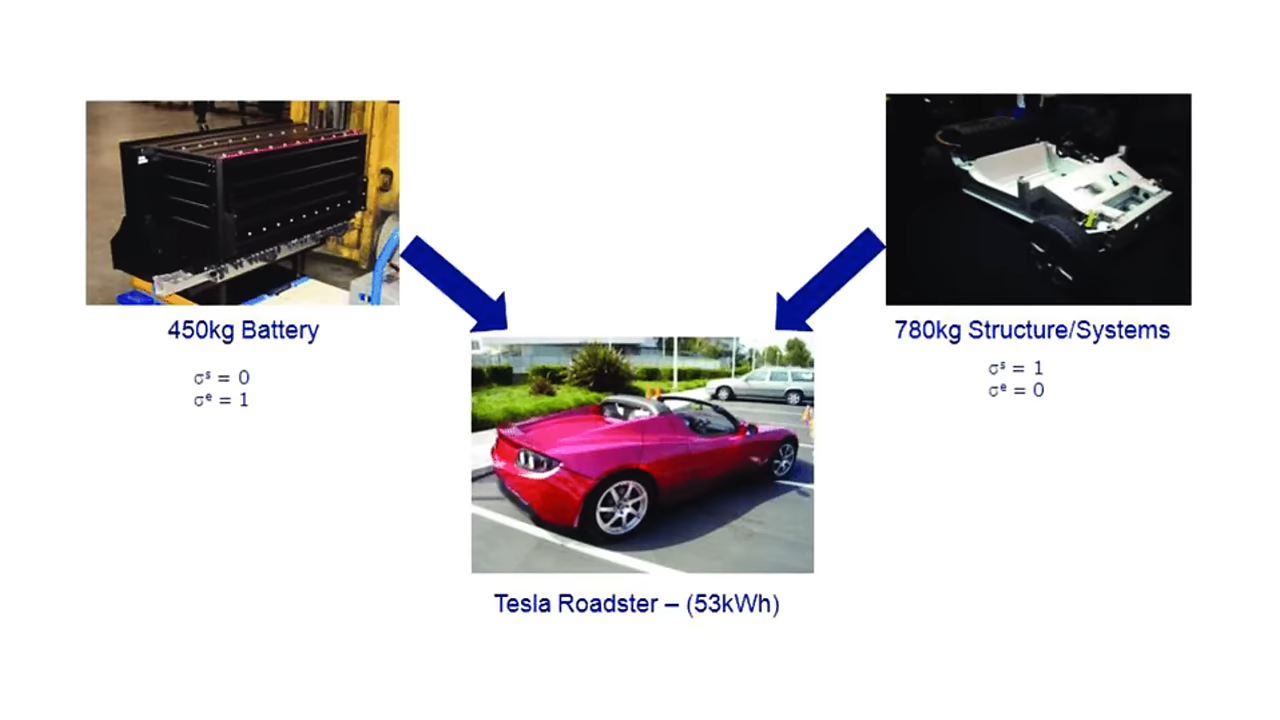 450kg Battery
σˢ = 0
σᵉ = 1
780kg Structure/Systems
σˢ = 1
σᵉ = 0
Tesla Roadster – (53kWh)